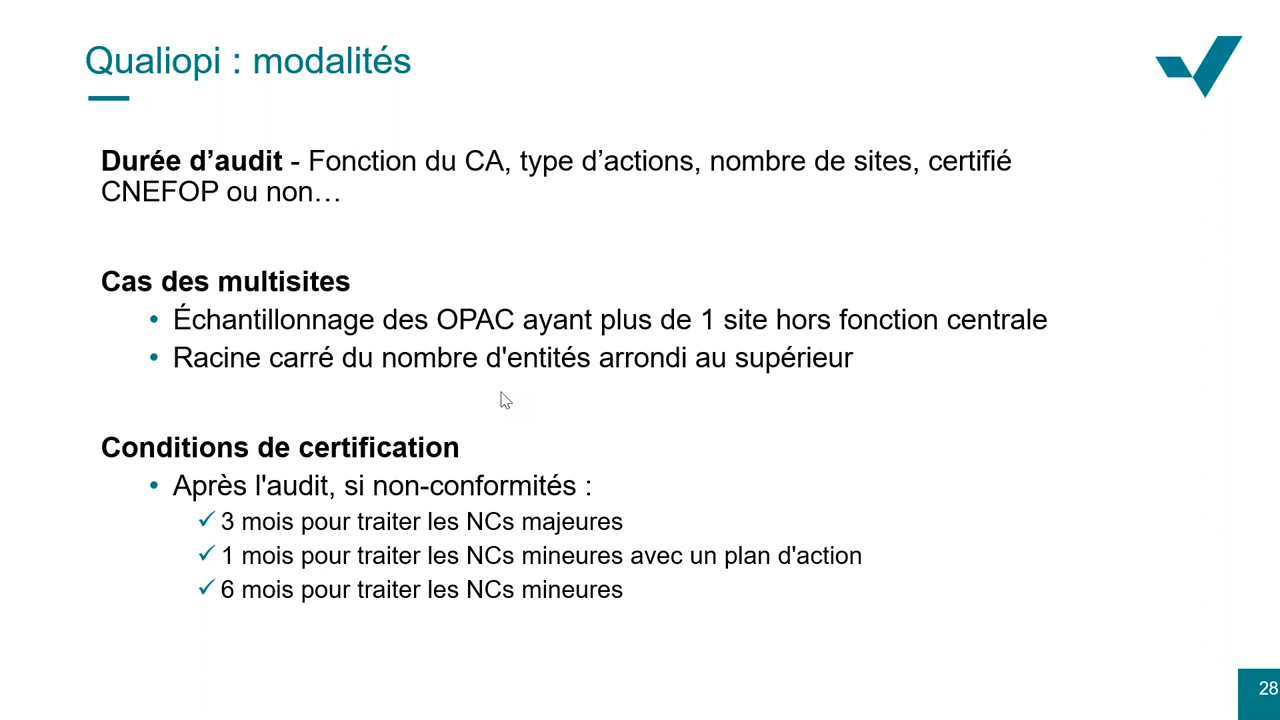 Qualiopi : modalités
Durée d’audit - Fonction du CA, type d’actions, nombre de sites, certifié
CNEFOP ou non…
Cas des multisites
• Échantillonnage des OPAC ayant plus de 1 site hors fonction centrale
• Racine carré du nombre d'entités arrondi au supérieur
Conditions de certification
• Après l'audit, si non-conformités :
✓ 3 mois pour traiter les NCs majeures
✓ 1 mois pour traiter les NCs mineures avec un plan d'action
✓ 6 mois pour traiter les NCs mineures
28